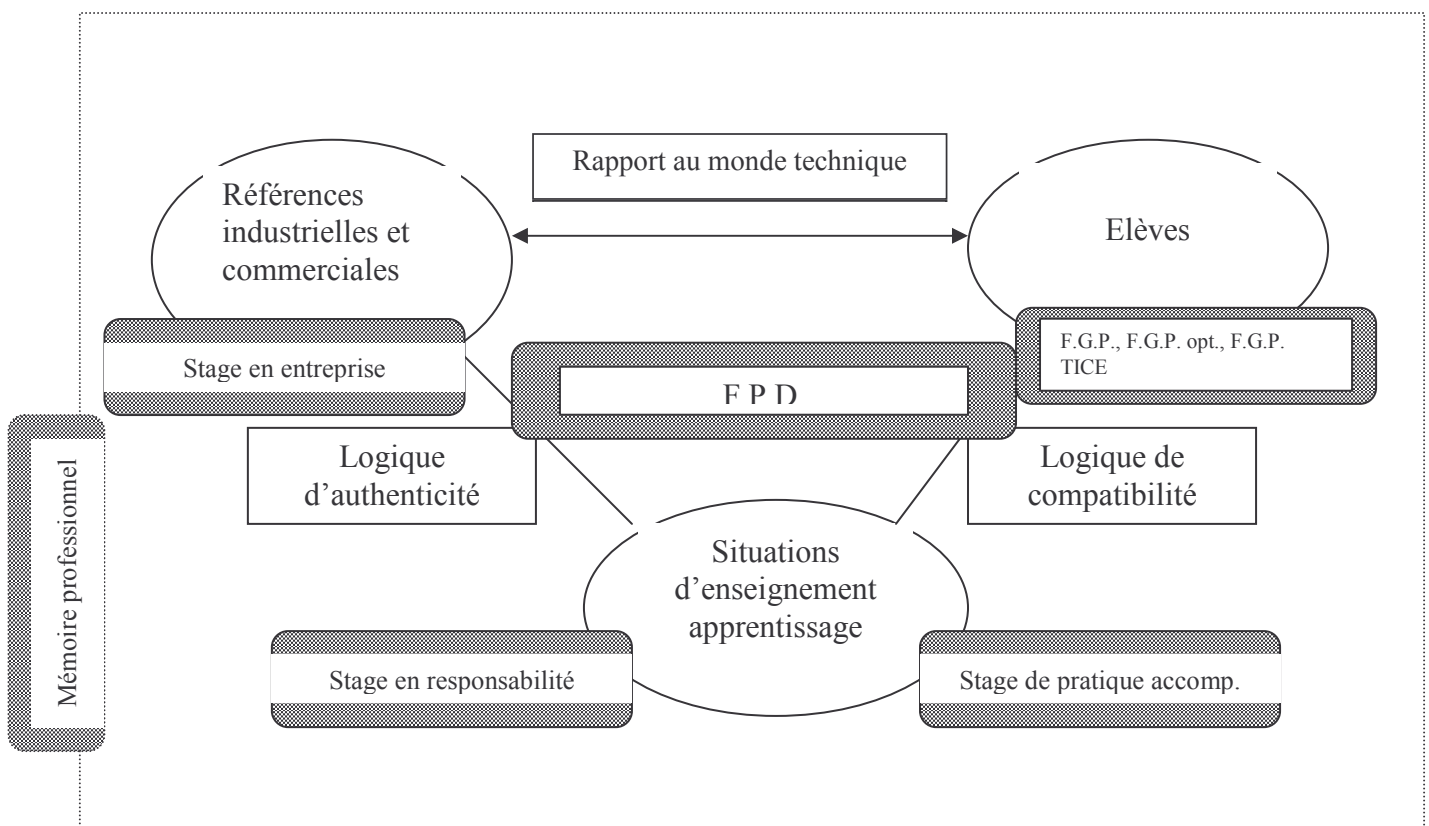 Rapport au monde technique
Références
industrielles et
commerciales
Elèves
Stage en entreprise
F.G.P., F.G.P. opt., F.G.P.
TICE
F P D
Logique
d’authenticité
Logique de
compatibilité
Mémoire professionnel
Situations
d’enseignement
apprentissage
Stage en responsabilité
Stage de pratique accomp.